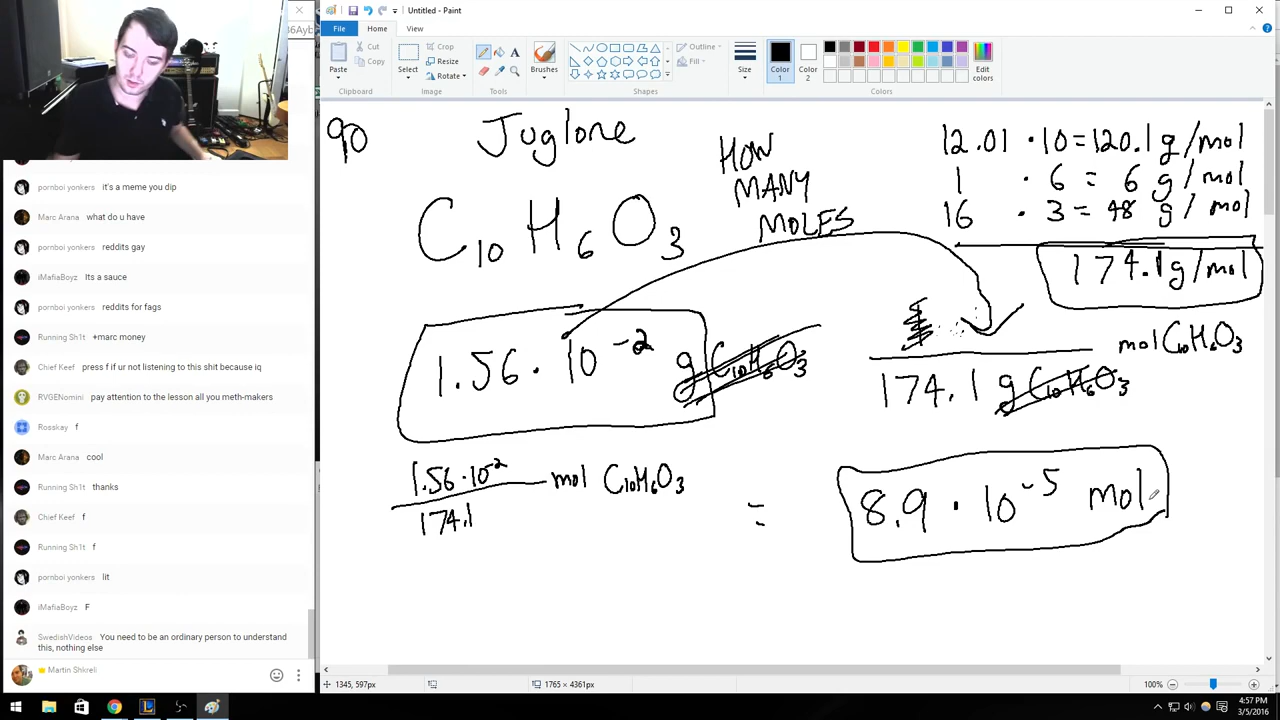 36Ayb
Untitled - Paint
File
Home
View
Paste
Cut
Copy
Clipboard
Select
Crop
Resize
Rotate
Image
Tools
Brushes
Shapes
Outline
Fill
Size
Color 1
Color 2
Edit colors
Colors
pornboi yonkers it's a meme you dip
Marc Arana what do u have
pornboi yonkers reddits gay
iMafiaBoyz Its a sauce
pornboi yonkers reddits for fags
Running Sh1t +marc money
Chief Keef press f if ur not listening to this shit because iq
RVGENomini pay attention to the lesson all you meth-makers
Rosskay f
Marc Arana cool
Running Sh1t thanks
Chief Keef f
Running Sh1t f
pornboi yonkers lit
iMafiaBoyz F
SwedishVideos You need to be an ordinary person to understand
this, nothing else
Martin Shkreli
90 Juglone
C10 H6 O3
HOW
MANY
MOLES
12.01 · 10 = 120.1 g/mol
1 · 6 = 6 g/mol
16 · 3 = 48 g/mol
174.1 g/mol
1.56 · 10⁻² g C10H6O3
mol C10H6O3
174.1 g C10H6O3
1.56 · 10⁻² mol C10H6O3
174.1
= 8.9 · 10⁻⁵ mol
1345, 597px
1765 × 4361px
100%
4:57 PM
3/5/2016